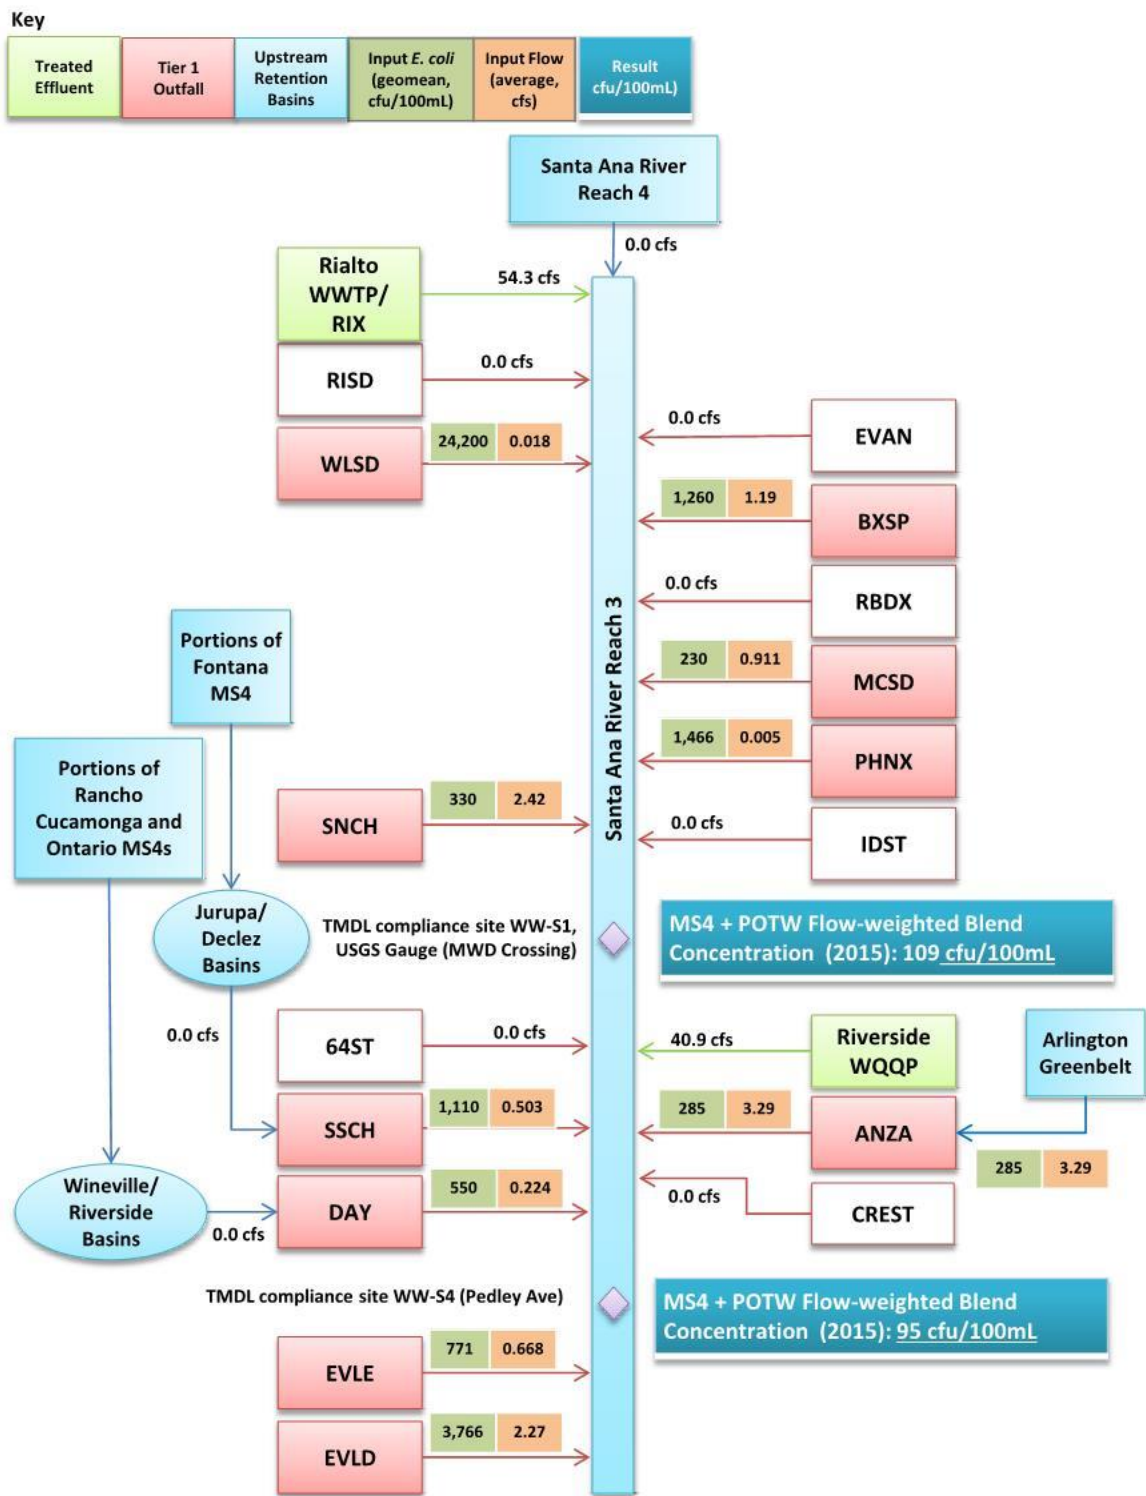 Key
Treated
Effluent
Tier 1
Outfall
Upstream
Retention
Basins
Input E. coli
(geomean,
cfu/100mL)
Input Flow
(average,
cfs)
Result
cfu/100mL)
Santa Ana River
Reach 4
0.0 cfs
Rialto
WWTP/
RIX
54.3 cfs
RISD
0.0 cfs
WLSD
24,200
0.018
0.0 cfs
EVAN
1,260
1.19
BXSP
0.0 cfs
RBDX
230
0.911
MCSD
1,466
0.005
PHNX
0.0 cfs
IDST
Santa Ana River Reach 3
Portions of
Fontana
MS4
Portions of
Rancho
Cucamonga and
Ontario MS4s
SNCH
330
2.42
Jurupa/
Declez
Basins
TMDL compliance site WW-S1,
USGS Gauge (MWD Crossing)
MS4 + POTW Flow-weighted Blend
Concentration (2015): 109 cfu/100mL
0.0 cfs
64ST
0.0 cfs
40.9 cfs
Riverside
WQQP
Arlington
Greenbelt
SSCH
1,110
0.503
285
3.29
ANZA
285
3.29
Wineville/
Riverside
Basins
0.0 cfs
DAY
550
0.224
0.0 cfs
CREST
TMDL compliance site WW-S4 (Pedley Ave)
MS4 + POTW Flow-weighted Blend
Concentration (2015): 95 cfu/100mL
EVLE
771
0.668
EVLD
3,766
2.27